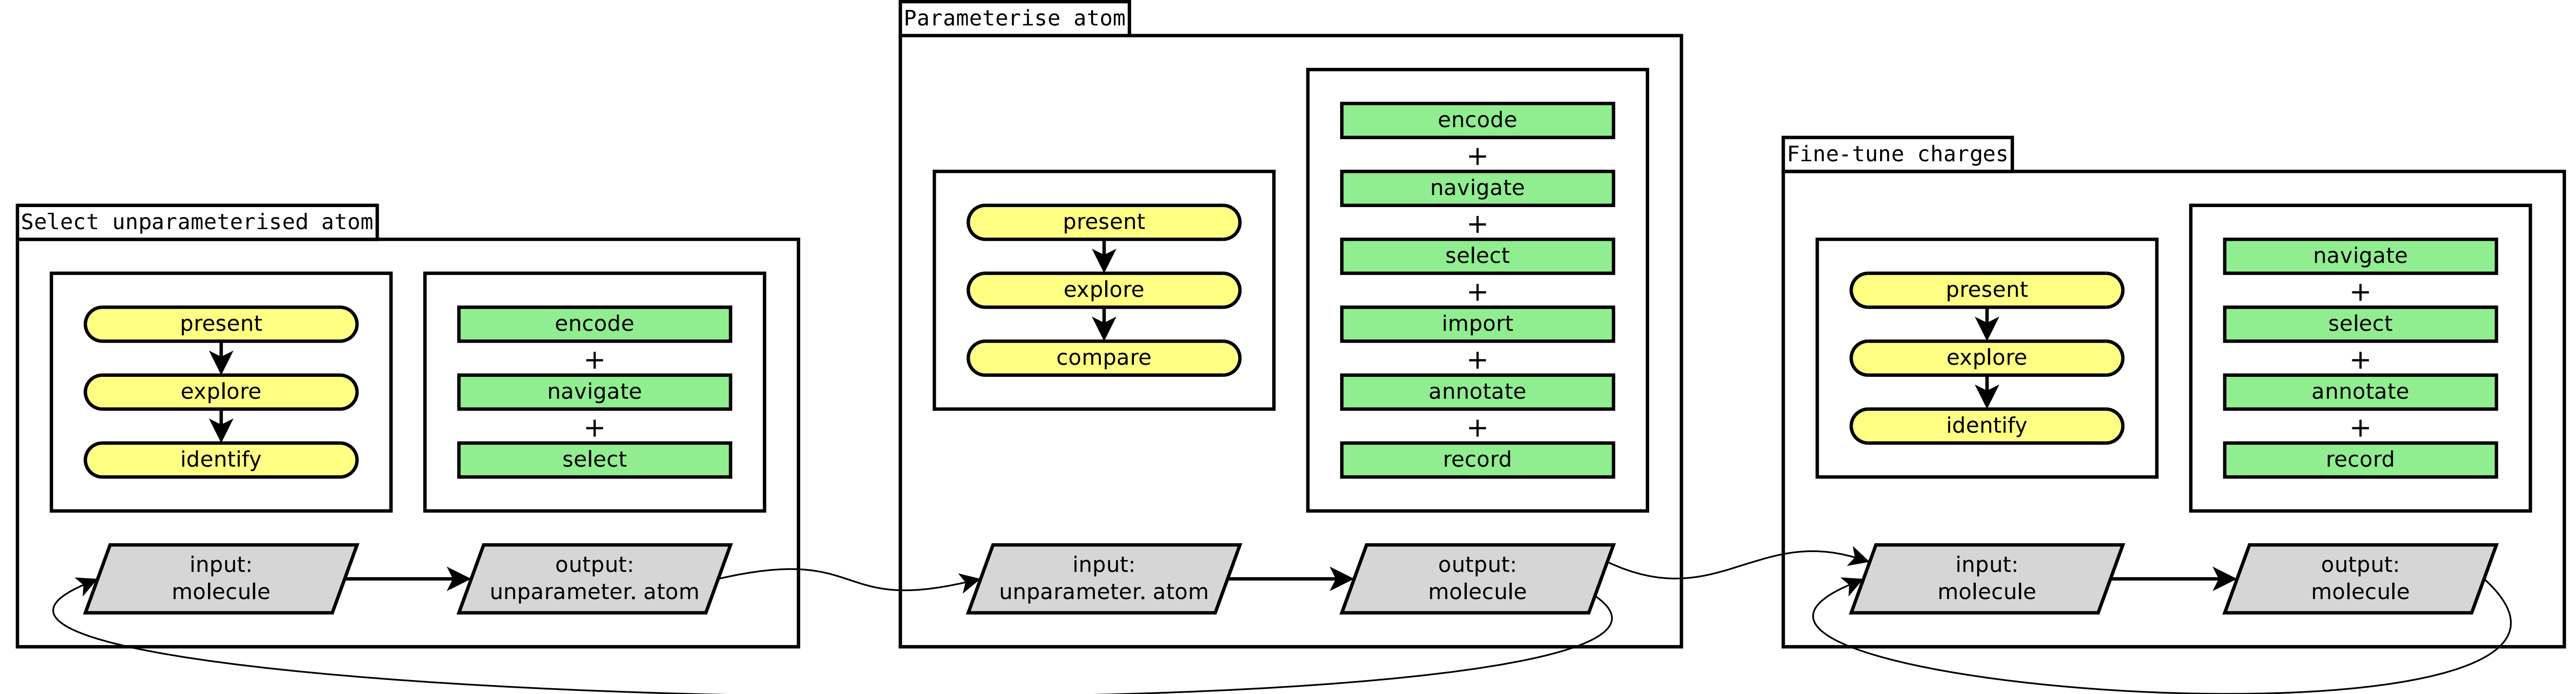 Select unparameterised atom
present
explore
identify
encode
+
navigate
+
select
input:
molecule
output:
unparameter. atom
Parameterise atom
present
explore
compare
encode
+
navigate
+
select
+
import
+
annotate
+
record
input:
unparameter. atom
output:
molecule
Fine-tune charges
present
explore
identify
navigate
+
select
+
annotate
+
record
input:
molecule
output:
molecule